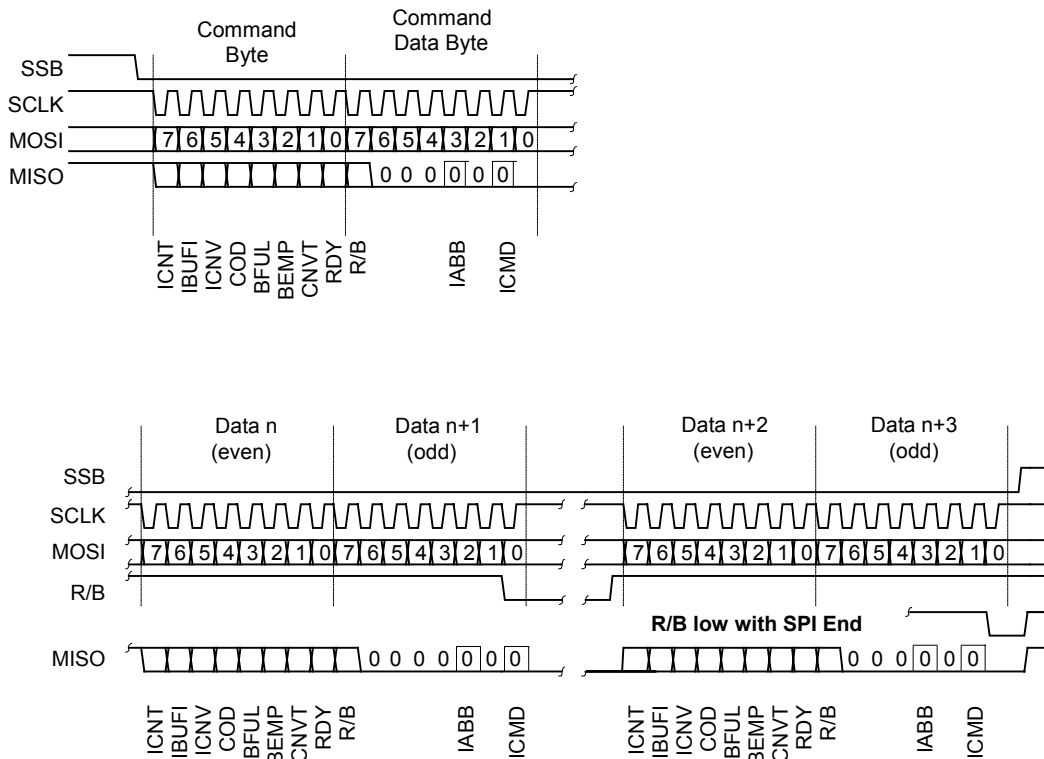 Command
Byte
Command
Data Byte
SSB
SCLK
MOSI 7 6 5 4 3 2 1 0 7 6 5 4 3 2 1 0
MISO 0 0 0 0 0 0
ICNT IBUFI ICNV COD BFUL BEMP CNVT RDY R/B IABB ICMD
Data n
(even)
Data n+1
(odd)
Data n+2
(even)
Data n+3
(odd)
SSB
SCLK
MOSI 7 6 5 4 3 2 1 0 7 6 5 4 3 2 1 0 7 6 5 4 3 2 1 0 7 6 5 4 3 2 1 0
R/B
R/B low with SPI End
MISO 0 0 0 0 0 0 0 0 0 0 0 0 0
ICNT IBUFI ICNV COD BFUL BEMP CNVT RDY R/B IABB ICMD ICNT IBUFI ICNV COD BFUL BEMP CNVT RDY R/B IABB ICMD